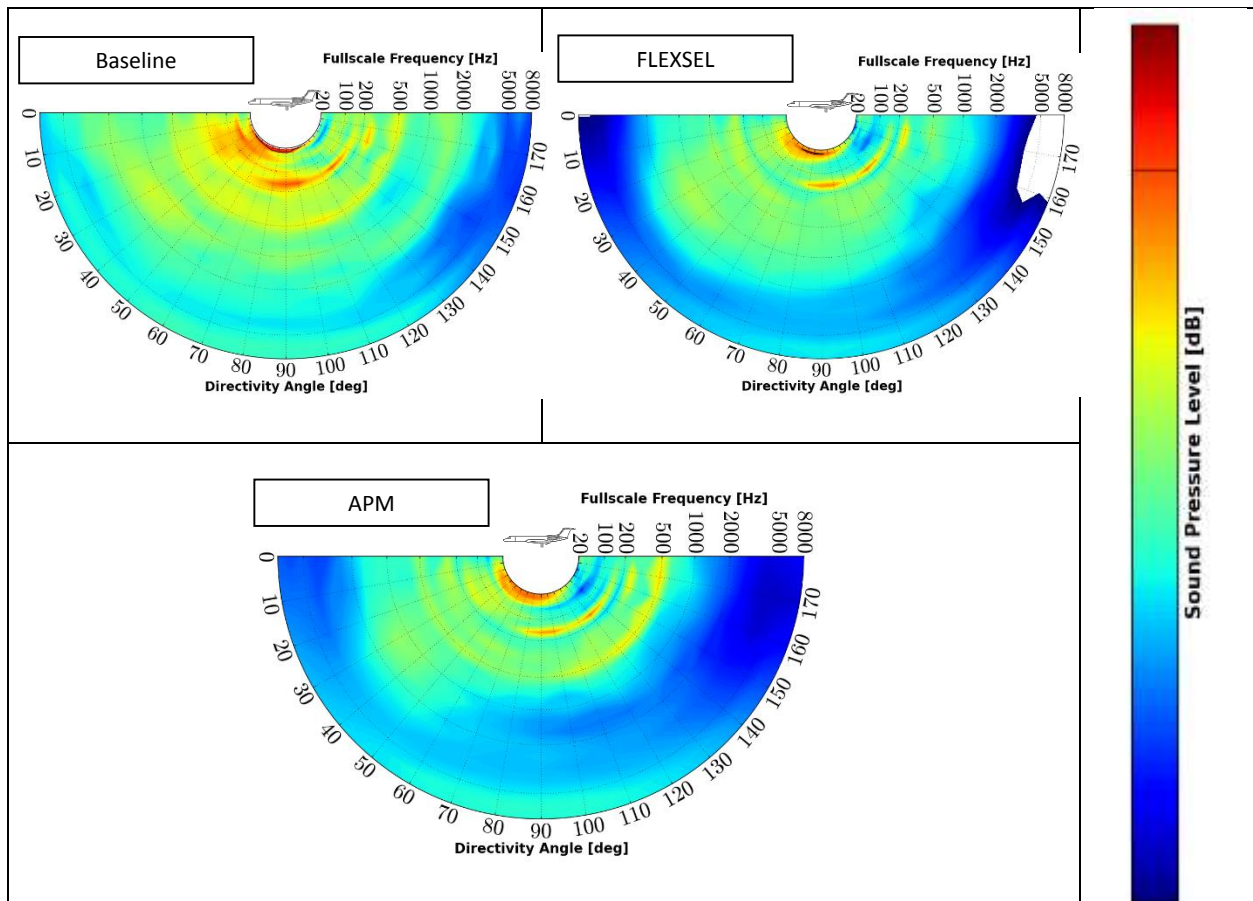 Baseline
Fullscale Frequency [Hz]
20 100 200 500 1000 2000 5000 8000
0 10 20 30 40 50 60 70 80 90 100 110 120 130 140 150 160 170
Directivity Angle [deg]
FLEXSEL
Fullscale Frequency [Hz]
20 100 200 500 1000 2000 5000 8000
0 10 20 30 40 50 60 70 80 90 100 110 120 130 140 150 160 170
Directivity Angle [deg]
APM
Fullscale Frequency [Hz]
20 100 200 500 1000 2000 5000 8000
0 10 20 30 40 50 60 70 80 90 100 110 120 130 140 150 160 170
Directivity Angle [deg]
Sound Pressure Level [dB]